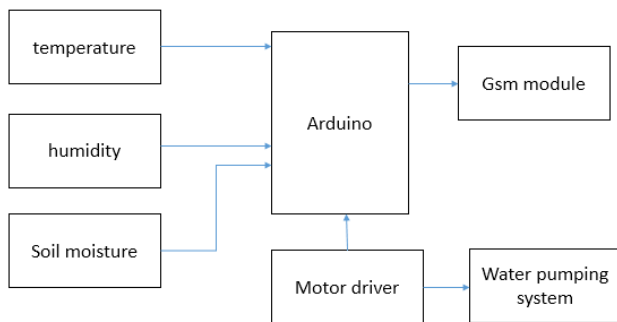 temperature
Gsm module
Arduino
humidity
Soil moisture
Motor driver
Water pumping
system